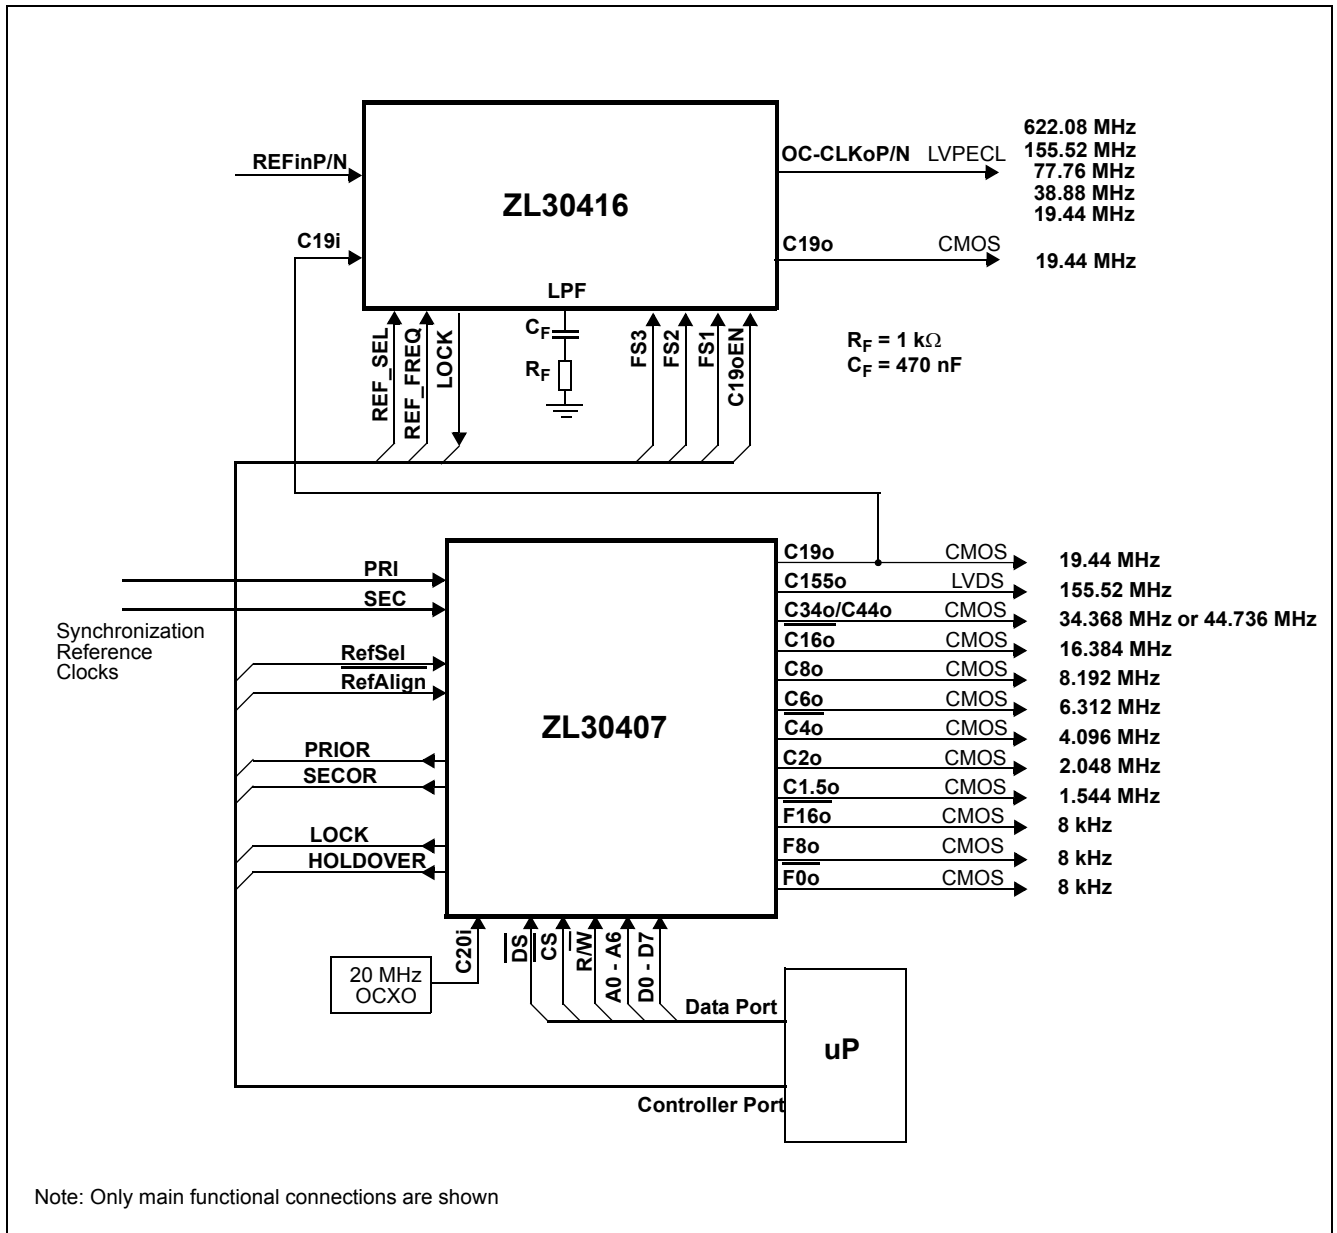 622.08 MHz
REFinP/N
OC-CLKoP/N LVPECL
155.52 MHz
77.76 MHz
38.88 MHz
19.44 MHz
ZL30416
C19i
C19o CMOS
19.44 MHz
LPF
REF_SEL
REF_FREQ
LOCK
CF
RF
FS3
FS2
FS1
C19oEN
RF = 1 kΩ
CF = 470 nF
PRI
SEC
Synchronization
Reference
Clocks
RefSel
RefAlign
PRIOR
SECOR
LOCK
HOLDOVER
ZL30407
C19o CMOS 19.44 MHz
C155o LVDS 155.52 MHz
C34o/C44o CMOS 34.368 MHz or 44.736 MHz
C16o CMOS 16.384 MHz
C8o CMOS 8.192 MHz
C6o CMOS 6.312 MHz
C4o CMOS 4.096 MHz
C2o CMOS 2.048 MHz
C1.5o CMOS 1.544 MHz
F16o CMOS 8 kHz
F8o CMOS 8 kHz
F0o CMOS 8 kHz
C20i
DS
CS
R/W
A0 - A6
D0 - D7
20 MHz
OCXO
Data Port
uP
Controller Port
Note: Only main functional connections are shown